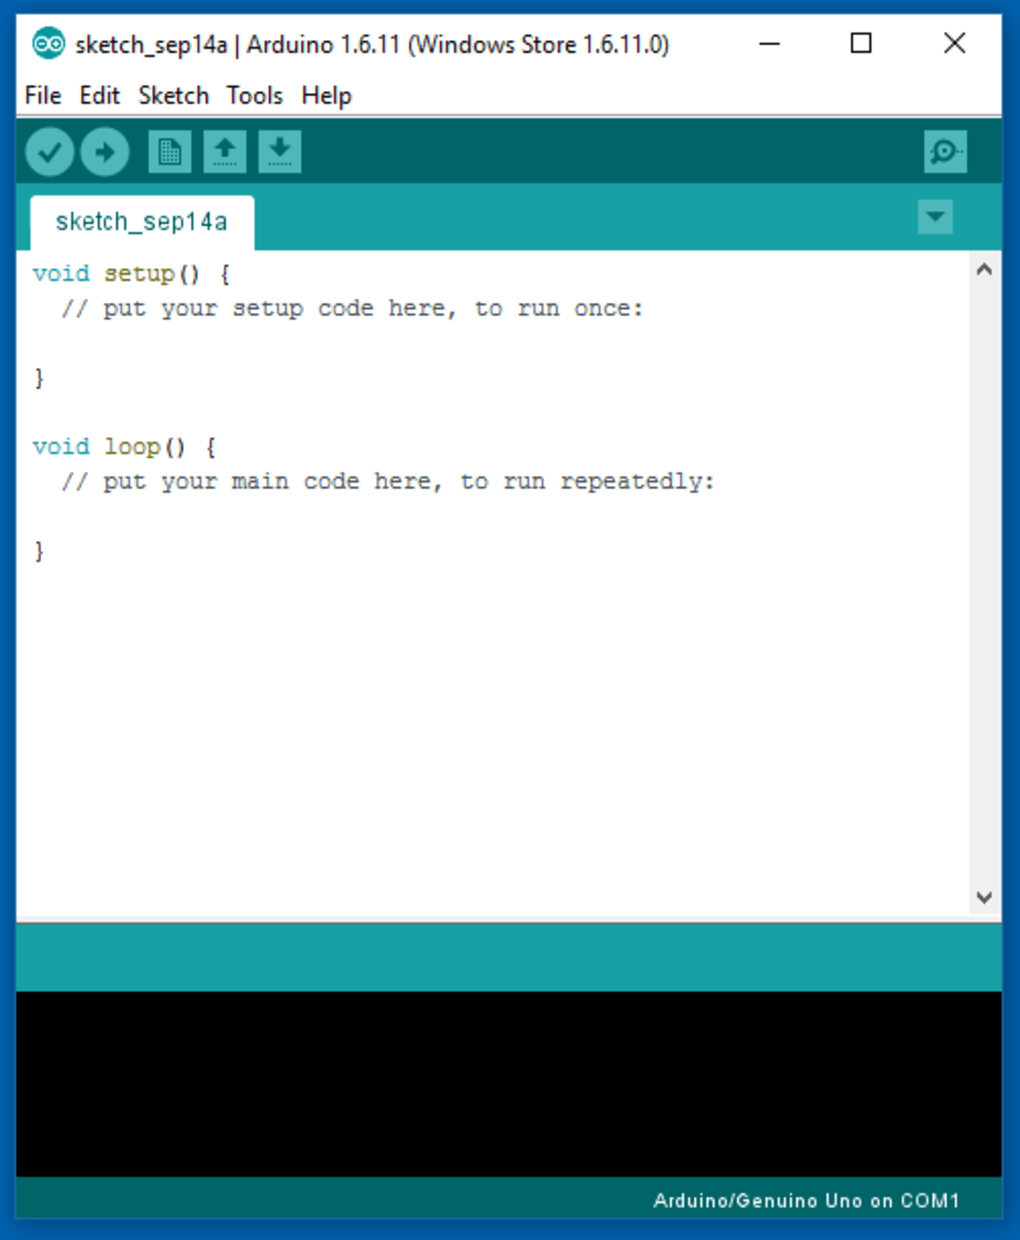 sketch_sep14a | Arduino 1.6.11 (Windows Store 1.6.11.0)
File Edit Sketch Tools Help
sketch_sep14a
void setup() {
  // put your setup code here, to run once:
}
void loop() {
  // put your main code here, to run repeatedly:
}
Arduino/Genuino Uno on COM1